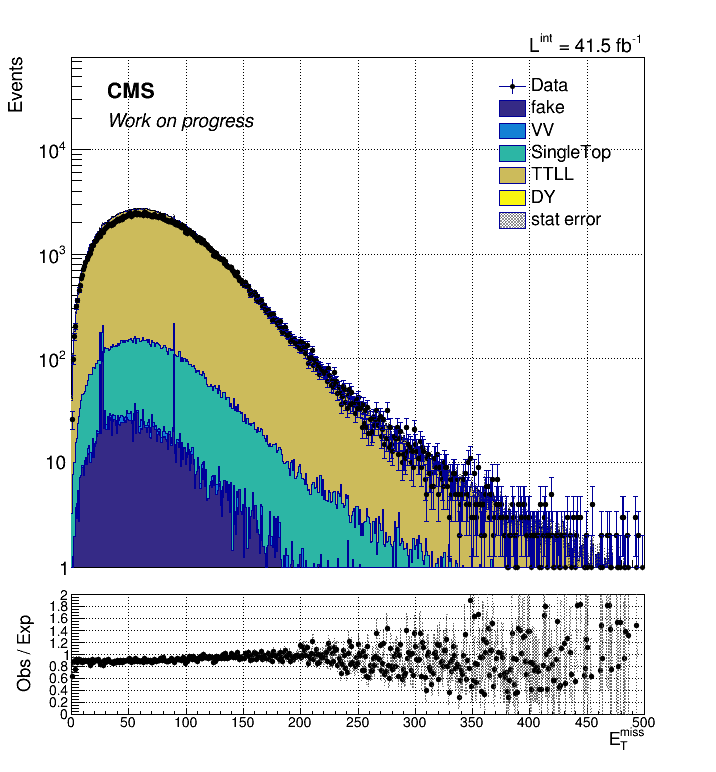 L^int = 41.5 fb^-1
Events
CMS
Work on progress
Data
fake
VV
SingleTop
TTLL
DY
stat error
10^4
10^3
10^2
10
1
Obs / Exp
2
1.8
1.6
1.4
1.2
1
0.8
0.6
0.4
0.2
0
0 50 100 150 200 250 300 350 400 450 500
E_T^miss